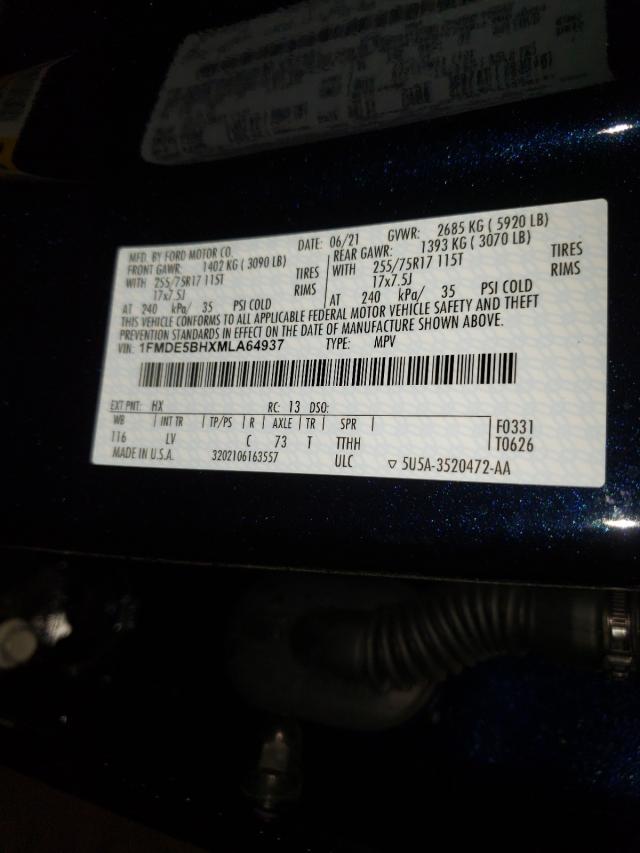 MFD. BY FORD MOTOR CO.
DATE: 06/21 GVWR: 2685 KG ( 5920 LB)
FRONT GAWR: 1402 KG ( 3090 LB) REAR GAWR: 1393 KG ( 3070 LB)
WITH 255/75R17 115T TIRES WITH 255/75R17 115T TIRES
17x7.5J RIMS 17x7.5J RIMS
AT 240 kPa/ 35 PSI COLD AT 240 kPa/ 35 PSI COLD
THIS VEHICLE CONFORMS TO ALL APPLICABLE FEDERAL MOTOR VEHICLE SAFETY AND THEFT
PREVENTION STANDARDS IN EFFECT ON THE DATE OF MANUFACTURE SHOWN ABOVE.
VIN: 1FMDE5BHXMLA64937 TYPE: MPV
EXT PNT: HX RC: 13 DSO:
WB INT TR TP/PS R AXLE TR SPR F0331
116 LV C 73 T TTHH T0626
MADE IN U.S.A. 3202106163557 ULC ▽ 5U5A-3520472-AA